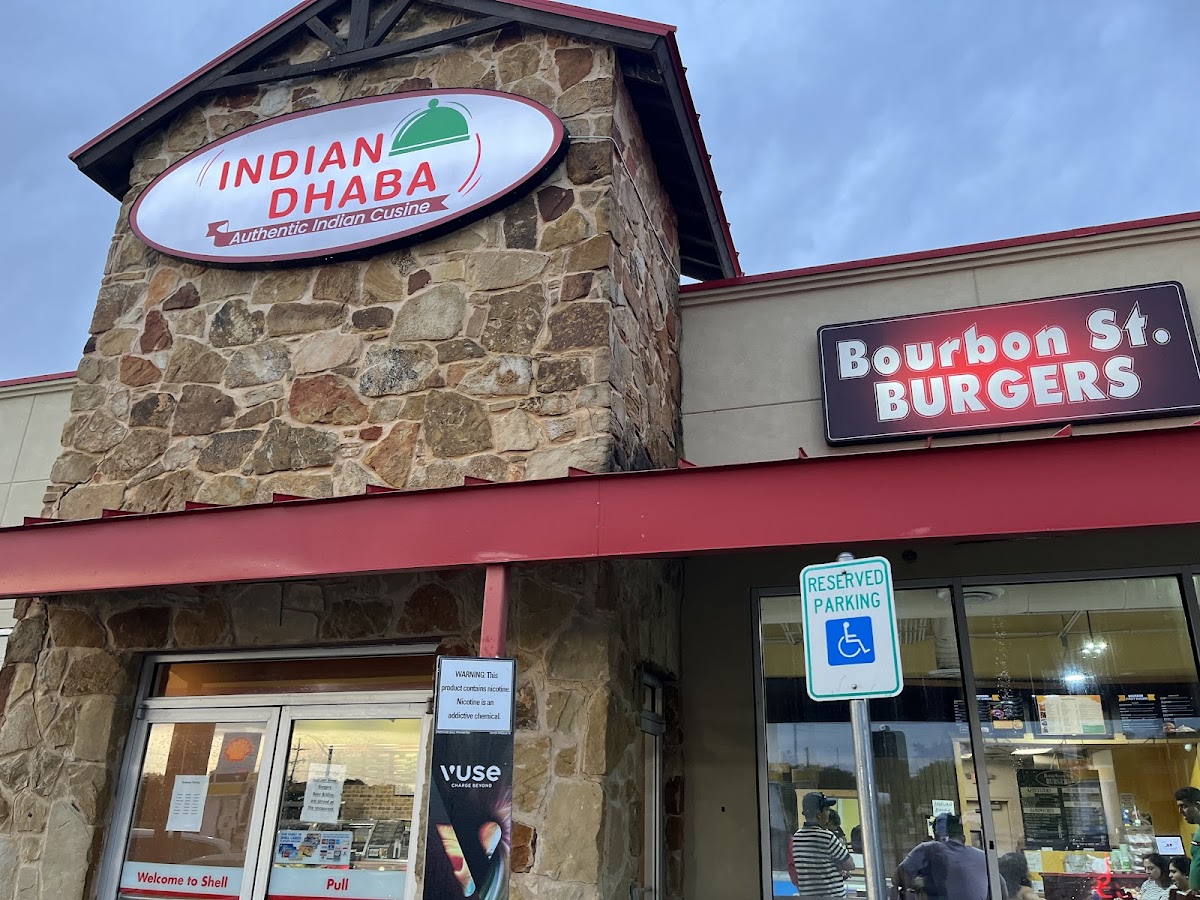 INDIAN
DHABA
Authentic Indian Cusine
Bourbon St.
BURGERS
RESERVED
PARKING
WARNING: This
product contains nicotine.
Nicotine is an
addictive chemical.
VUSE
CHARGE BEYOND
Welcome to Shell
Pull